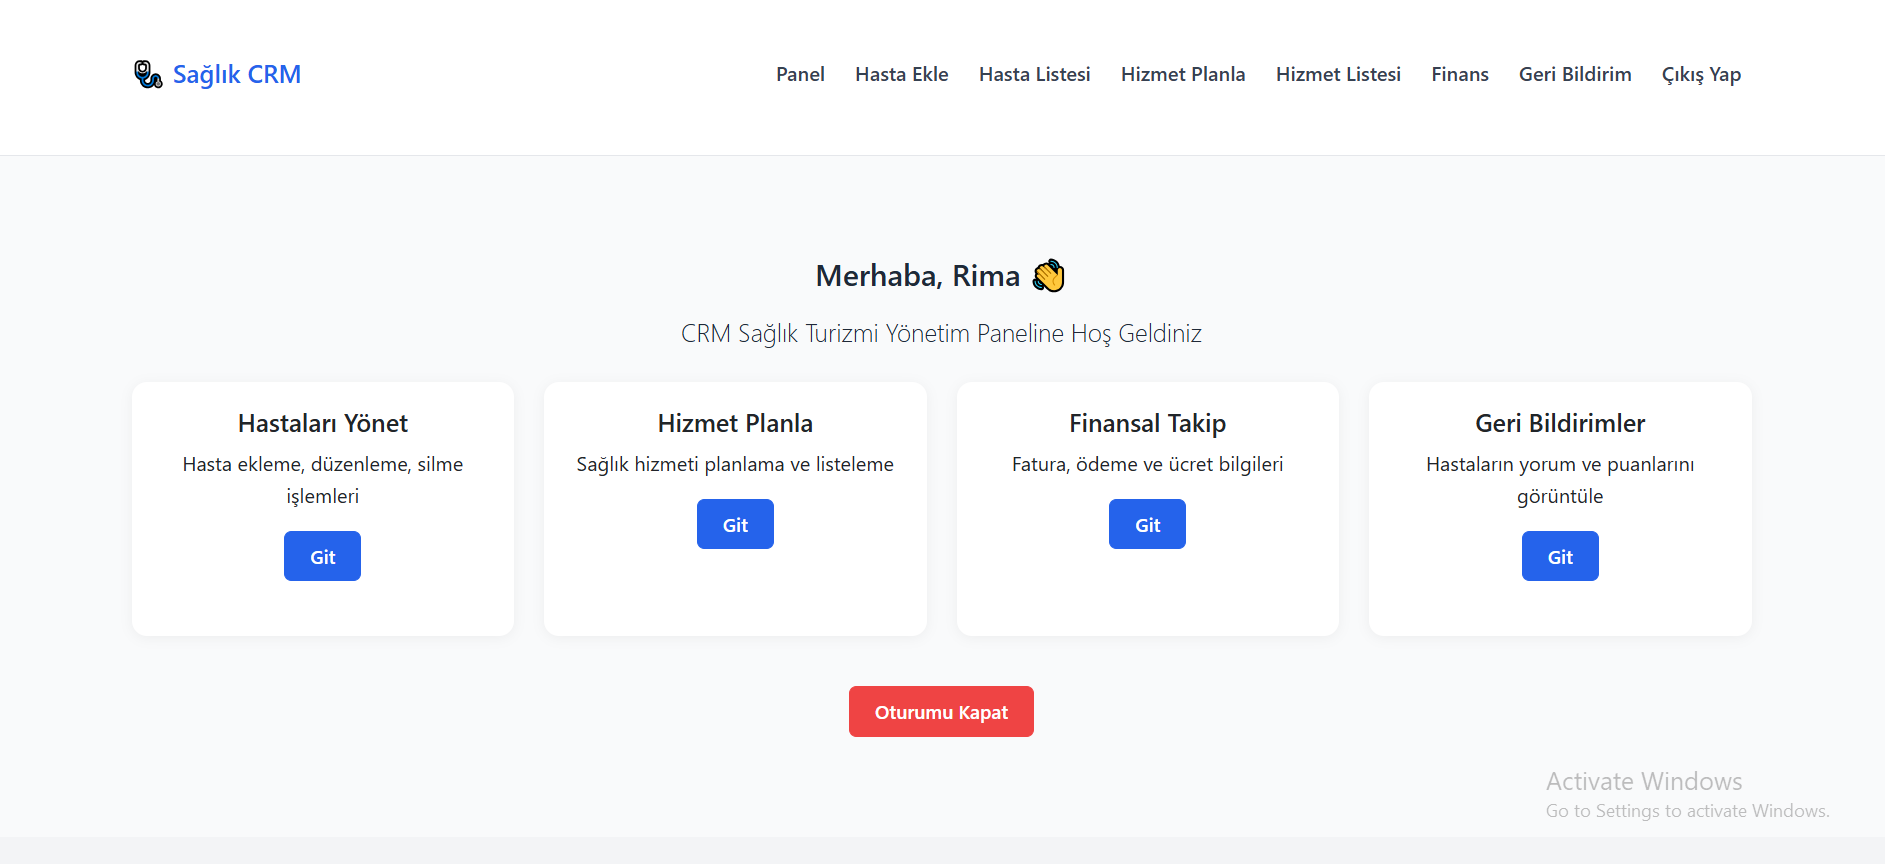 Sağlık CRM
Panel
Hasta Ekle
Hasta Listesi
Hizmet Planla
Hizmet Listesi
Finans
Geri Bildirim
Çıkış Yap
Merhaba, Rima 👋
CRM Sağlık Turizmi Yönetim Paneline Hoş Geldiniz
Hastaları Yönet
Hasta ekleme, düzenleme, silme
işlemleri
Git
Hizmet Planla
Sağlık hizmeti planlama ve listeleme
Git
Finansal Takip
Fatura, ödeme ve ücret bilgileri
Git
Geri Bildirimler
Hastaların yorum ve puanlarını
görüntüle
Git
Oturumu Kapat
Activate Windows
Go to Settings to activate Windows.